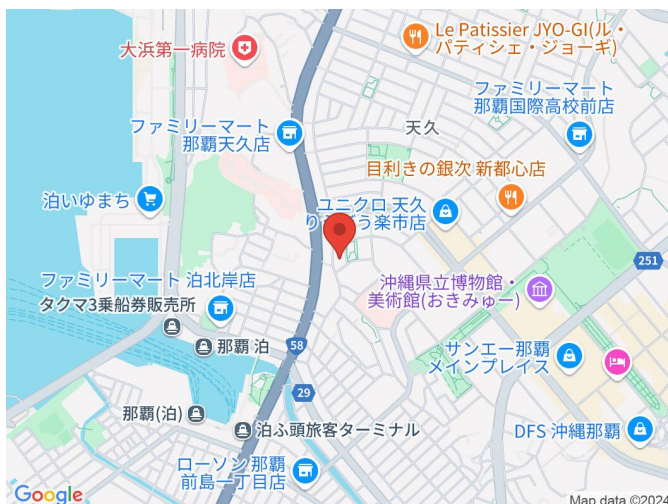 Le Patissier JYO-GI(ル・
パティシェ・ジョーギ)
大浜第一病院
ファミリーマート
那覇国際高校前店
天久
ファミリーマート
那覇天久店
目利きの銀次 新都心店
泊いゆまち
ユニクロ 天久
りうぼう楽市店
251
沖縄県立博物館・
美術館(おきみゅー)
ファミリーマート 泊北岸店
タクマ3乗船券販売所
那覇 泊
58
サンエー那覇
メインプレイス
29
那覇(泊)
泊ふ頭旅客ターミナル
DFS 沖縄那覇
ローソン 那覇
前島一丁目店
Google
Map data ©2024